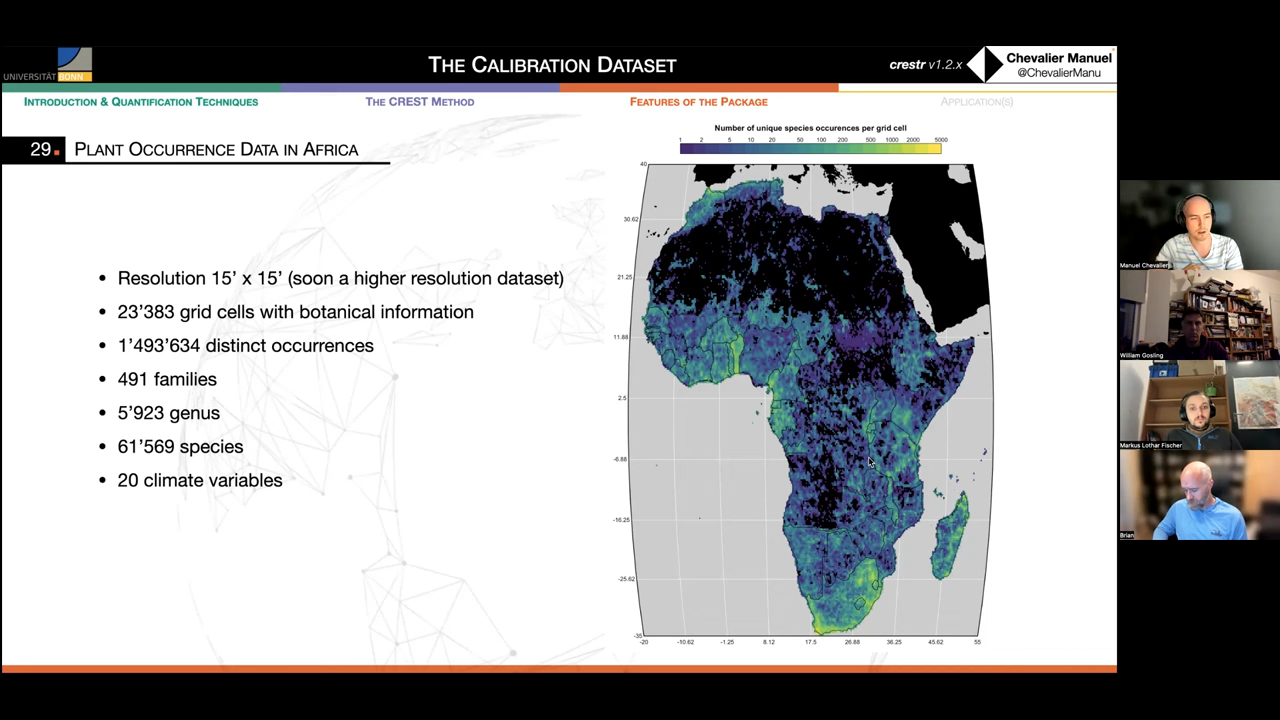 UNIVERSITÄT BONN
THE CALIBRATION DATASET
crestr v1.2.x
Chevalier Manuel
@ChevalierManu
INTRODUCTION & QUANTIFICATION TECHNIQUES
THE CREST METHOD
FEATURES OF THE PACKAGE
APPLICATION(S)
29. PLANT OCCURRENCE DATA IN AFRICA
• Resolution 15' x 15' (soon a higher resolution dataset)
• 23'383 grid cells with botanical information
• 1'493'634 distinct occurrences
• 491 families
• 5'923 genus
• 61'569 species
• 20 climate variables
Number of unique species occurences per grid cell
1 2 5 10 20 50 100 200 500 1000 2000 5000
40
30.62
21.25
11.88
2.5
-6.88
-16.25
-25.62
-35
-20 -10.62 -1.25 8.12 17.5 26.88 36.25 45.62 55
Manuel Chevalier
William Gosling
Markus Lothar Fischer
Brian